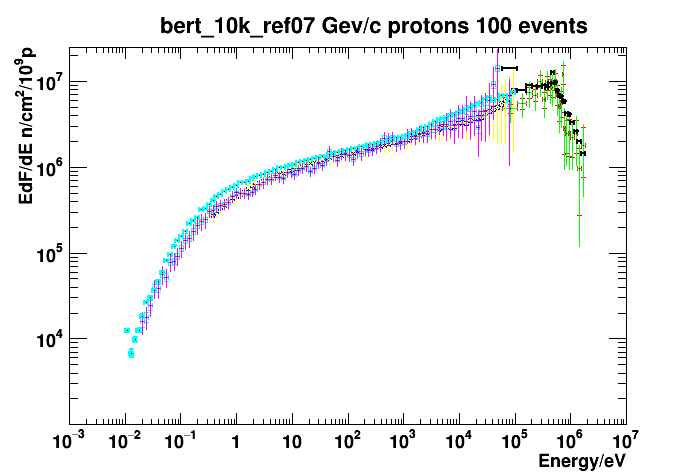 bert_10k_ref07 Gev/c protons 100 events
EdF/dE n/cm²/10⁹p
10⁷
10⁶
10⁵
10⁴
10⁻³ 10⁻² 10⁻¹ 1 10 10² 10³ 10⁴ 10⁵ 10⁶ 10⁷
Energy/eV